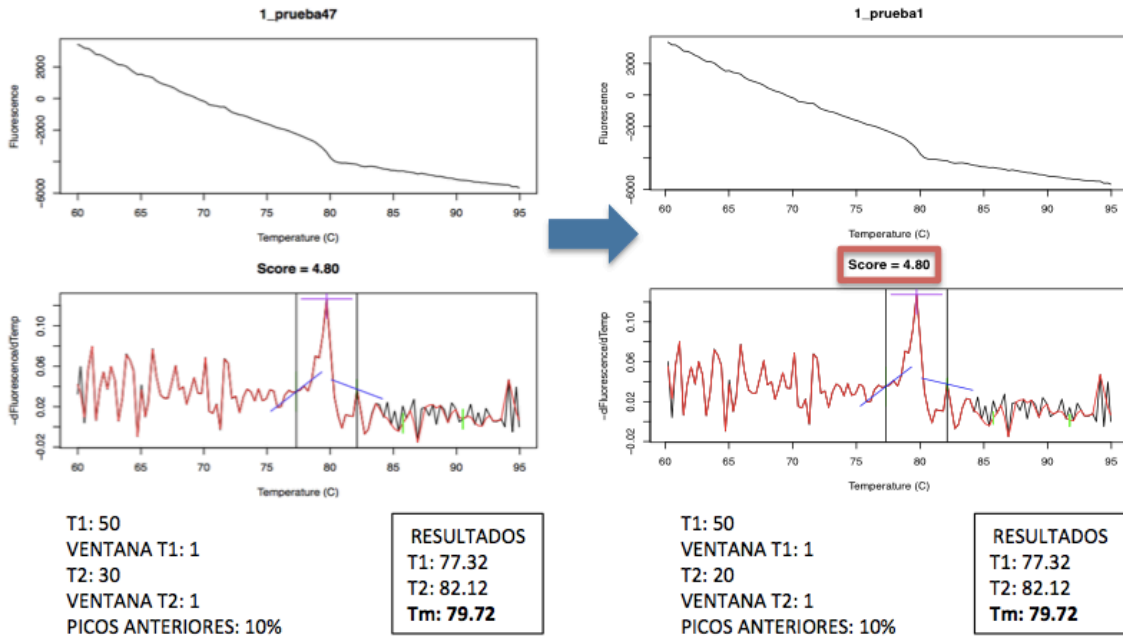 1_prueba47
Fluorescence
2000
0
−2000
−6000
60 65 70 75 80 85 90 95
Temperature (C)
Score = 4.80
−dFluorescence/dTemp
0.10
0.06
0.02
−0.02
60 65 70 75 80 85 90 95
Temperature (C)
T1: 50
VENTANA T1: 1
T2: 30
VENTANA T2: 1
PICOS ANTERIORES: 10%
RESULTADOS
T1: 77.32
T2: 82.12
Tm: 79.72
1_prueba1
Fluorescence
2000
0
−2000
−6000
60 65 70 75 80 85 90 95
Temperature (C)
Score = 4.80
−dFluorescence/dTemp
0.10
0.06
0.02
−0.02
60 65 70 75 80 85 90 95
Temperature (C)
T1: 50
VENTANA T1: 1
T2: 20
VENTANA T2: 1
PICOS ANTERIORES: 10%
RESULTADOS
T1: 77.32
T2: 82.12
Tm: 79.72